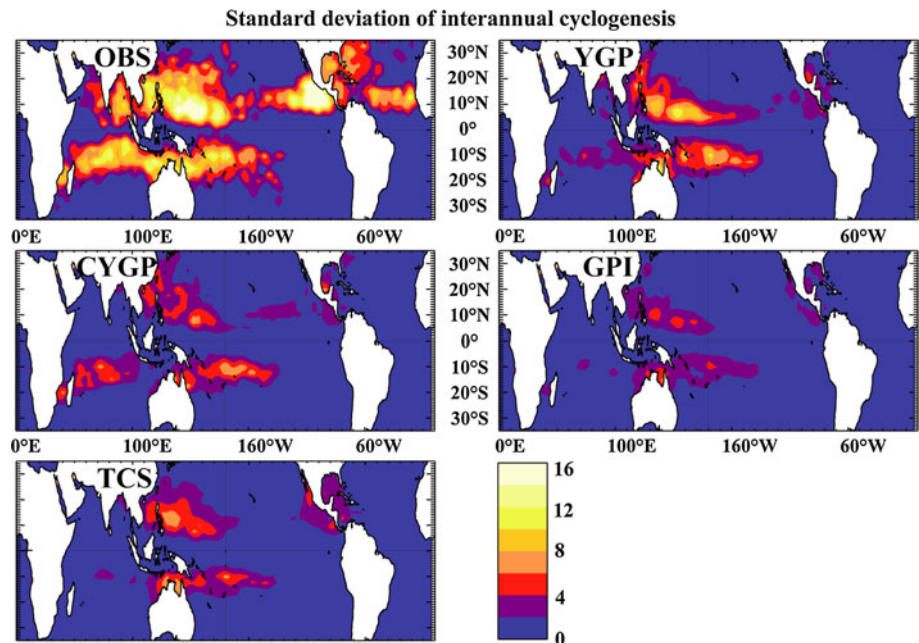 Standard deviation of interannual cyclogenesis
OBS
YGP
30°N
20°N
10°N
0°
10°S
20°S
30°S
0°E 100°E 160°W 60°W
0°E 100°E 160°W 60°W
CYGP
GPI
30°N
20°N
10°N
0°
10°S
20°S
30°S
0°E 100°E 160°W 60°W
0°E 100°E 160°W 60°W
TCS
16
12
8
4
0